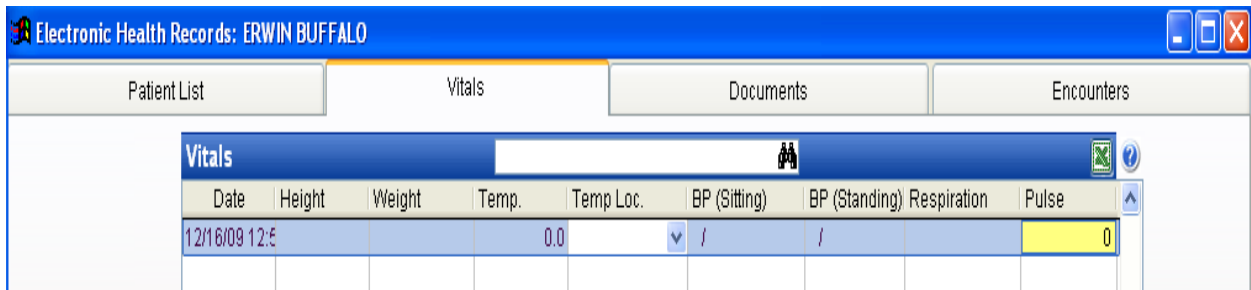 Electronic Health Records: ERWIN BUFFALO
Patient List Vitals Documents Encounters
Vitals
Date Height Weight Temp. Temp Loc. BP (Sitting) BP (Standing) Respiration Pulse
12/16/09 12:5 0.0 / / 0